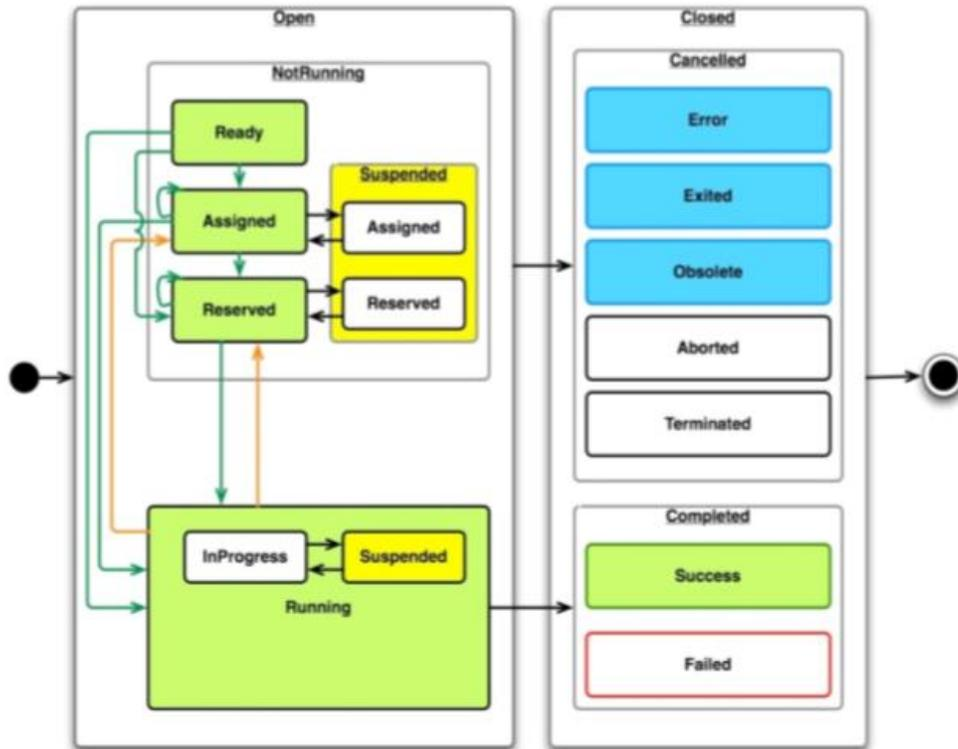 Open
NotRunning
Ready
Assigned
Reserved
Suspended
Assigned
Reserved
InProgress
Suspended
Running
Closed
Cancelled
Error
Exited
Obsolete
Aborted
Terminated
Completed
Success
Failed